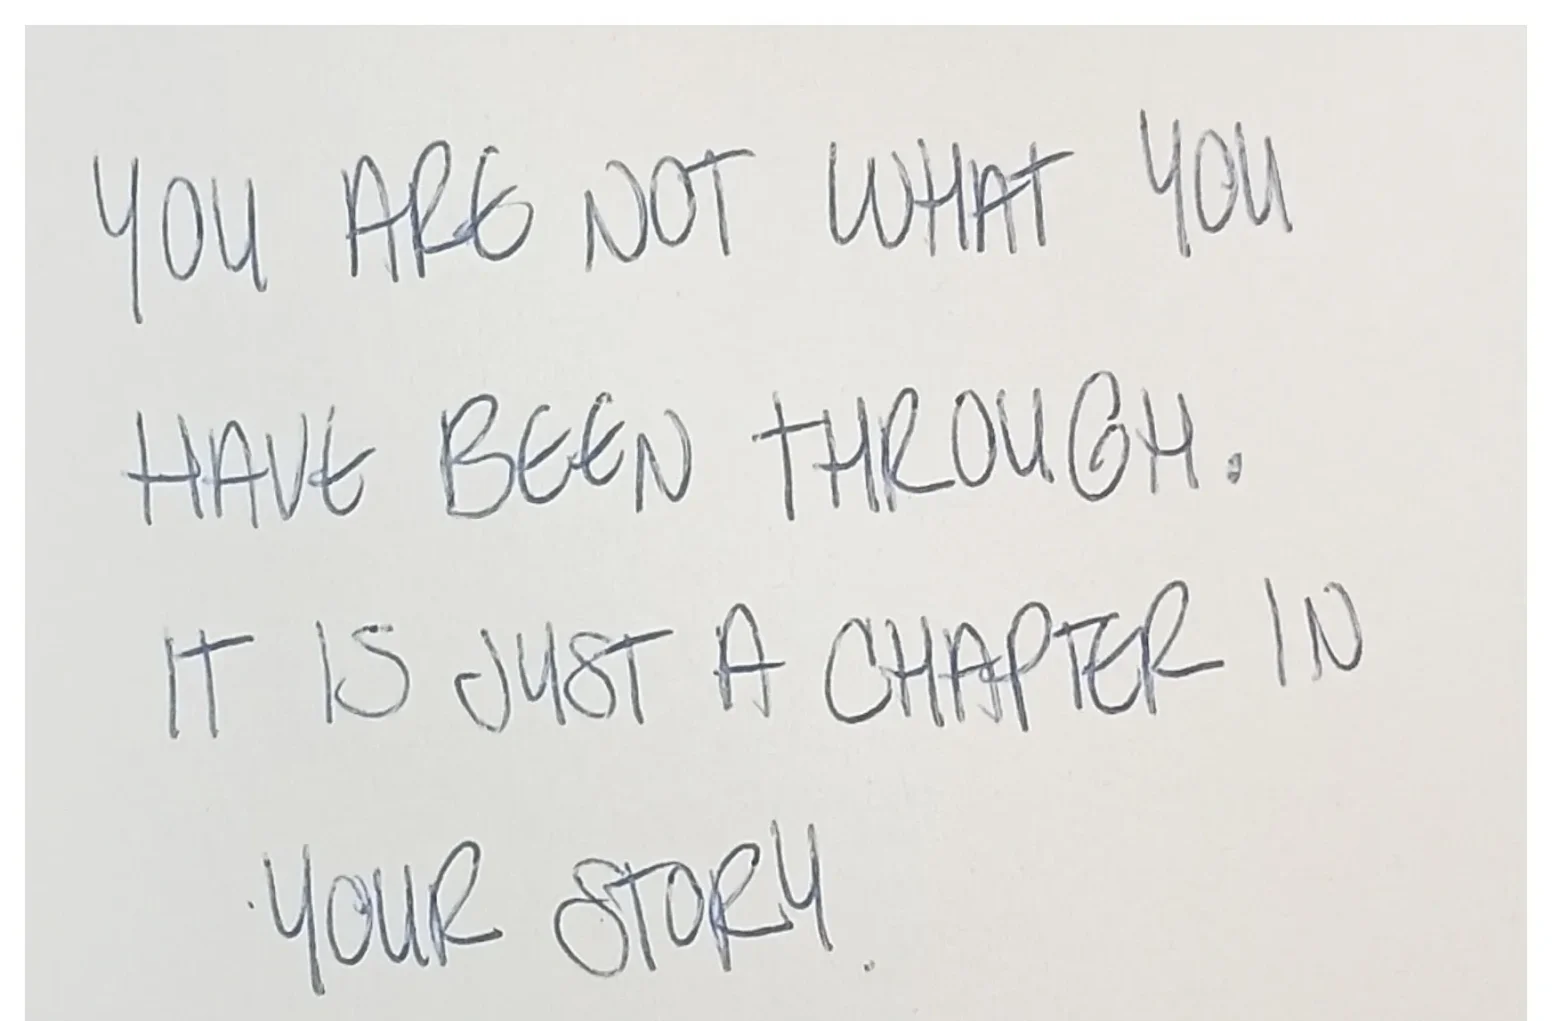 YOU ARE NOT WHAT YOU
HAVE BEEN THROUGH.
IT IS JUST A CHAPTER IN
YOUR STORY.